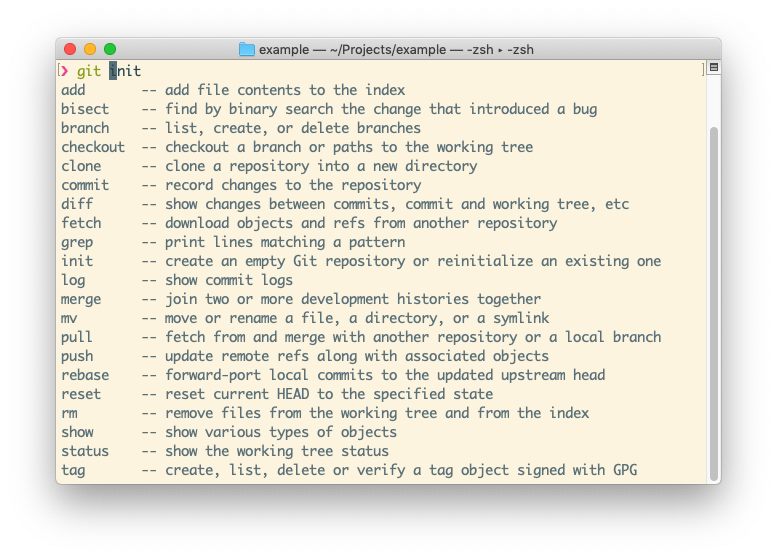 example — ~/Projects/example — -zsh ▸ -zsh
[❯ git init ]
add       -- add file contents to the index
bisect    -- find by binary search the change that introduced a bug
branch    -- list, create, or delete branches
checkout  -- checkout a branch or paths to the working tree
clone     -- clone a repository into a new directory
commit    -- record changes to the repository
diff      -- show changes between commits, commit and working tree, etc
fetch     -- download objects and refs from another repository
grep      -- print lines matching a pattern
init      -- create an empty Git repository or reinitialize an existing one
log       -- show commit logs
merge     -- join two or more development histories together
mv        -- move or rename a file, a directory, or a symlink
pull      -- fetch from and merge with another repository or a local branch
push      -- update remote refs along with associated objects
rebase    -- forward-port local commits to the updated upstream head
reset     -- reset current HEAD to the specified state
rm        -- remove files from the working tree and from the index
show      -- show various types of objects
status    -- show the working tree status
tag       -- create, list, delete or verify a tag object signed with GPG